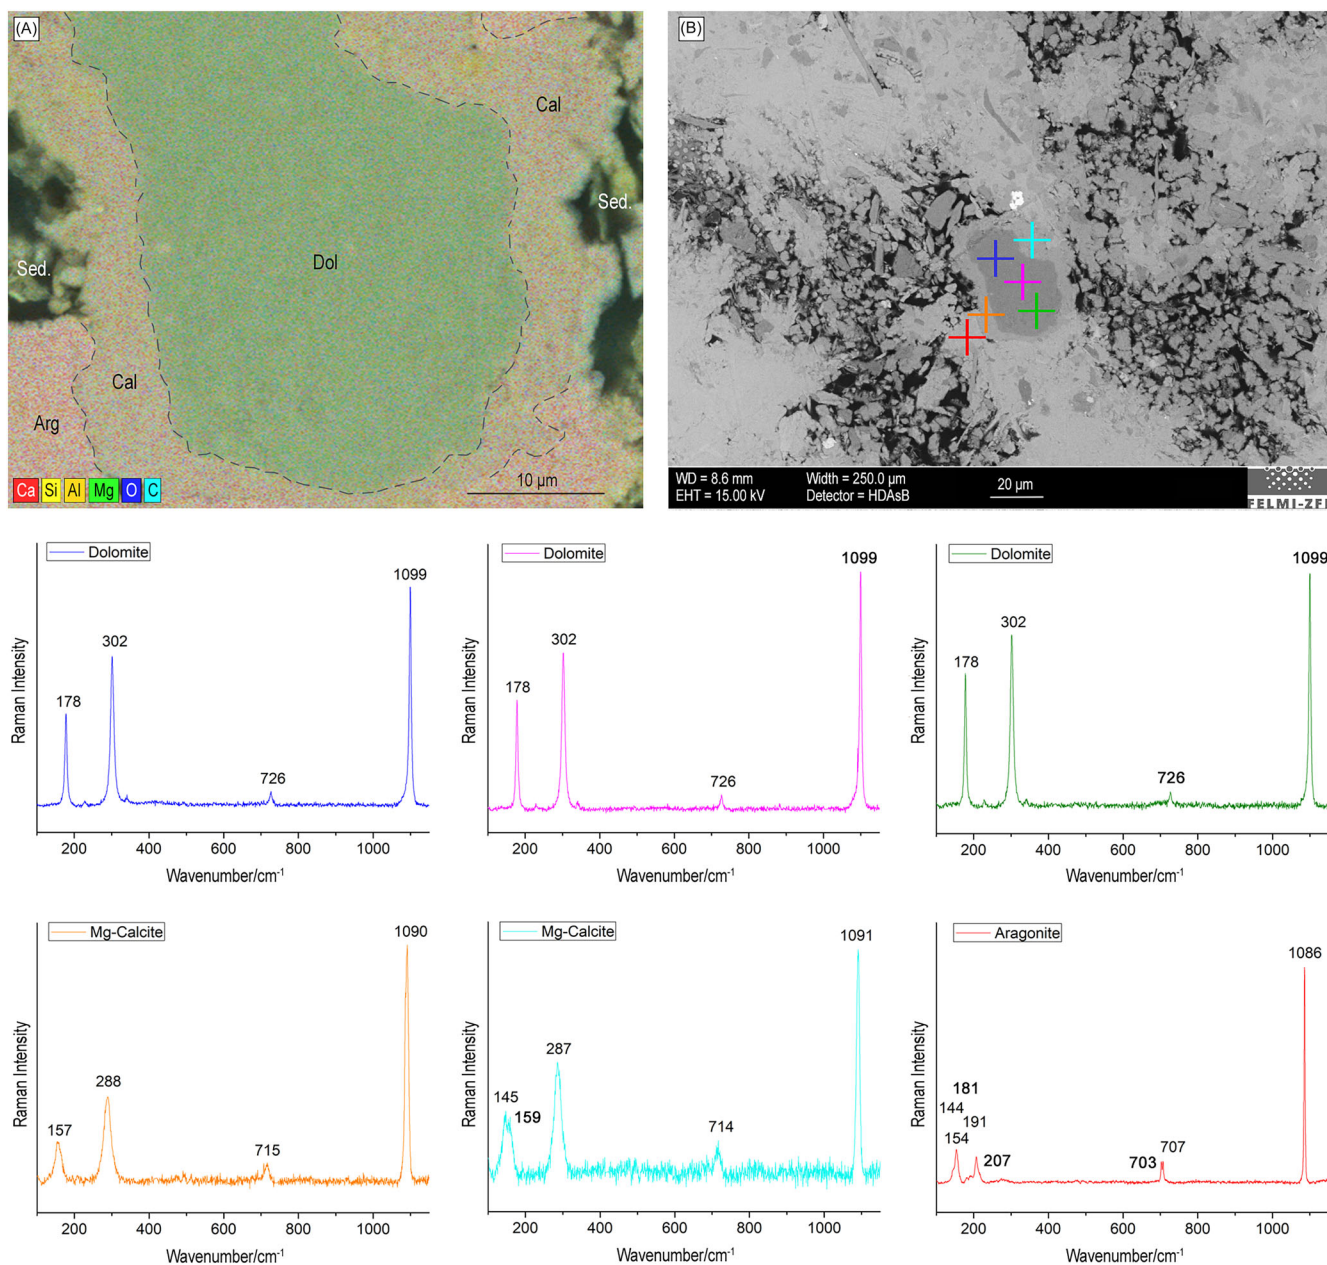 (A)
Cal
Sed.
Sed.
Dol
Cal
Arg
Ca Si Al Mg O C
10 µm
(B)
WD = 8.6 mm Width = 250.0 µm
EHT = 15.00 kV Detector = HDAsB
20 µm
FELMI-ZFE
Dolomite
1099
302
178
726
Raman Intensity
200 400 600 800 1000
Wavenumber/cm-1
Dolomite
1099
302
178
726
Raman Intensity
200 400 600 800 1000
Wavenumber/cm-1
Dolomite
1099
302
178
726
Raman Intensity
200 400 600 800 1000
Wavenumber/cm-1
Mg-Calcite
1090
288
157
715
Raman Intensity
200 400 600 800 1000
Wavenumber/cm-1
Mg-Calcite
1091
287
145
159
714
Raman Intensity
200 400 600 800 1000
Wavenumber/cm-1
Aragonite
1086
181
144
191
154
207
703
707
Raman Intensity
200 400 600 800 1000
Wavenumber/cm-1